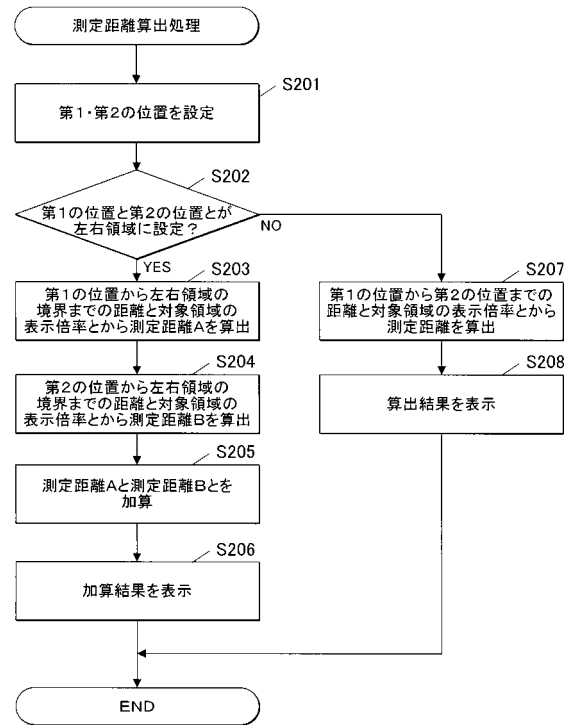 測定距離算出処理
S201
第1・第2の位置を設定
S202
第1の位置と第2の位置とが
左右領域に設定？
NO
YES
S203
第1の位置から左右領域の
境界までの距離と対象領域の
表示倍率とから測定距離Aを算出
S207
第1の位置から第2の位置までの
距離と対象領域の表示倍率とから
測定距離を算出
S204
第2の位置から左右領域の
境界までの距離と対象領域の
表示倍率とから測定距離Bを算出
S208
算出結果を表示
S205
測定距離Aと測定距離Bとを
加算
S206
加算結果を表示
END